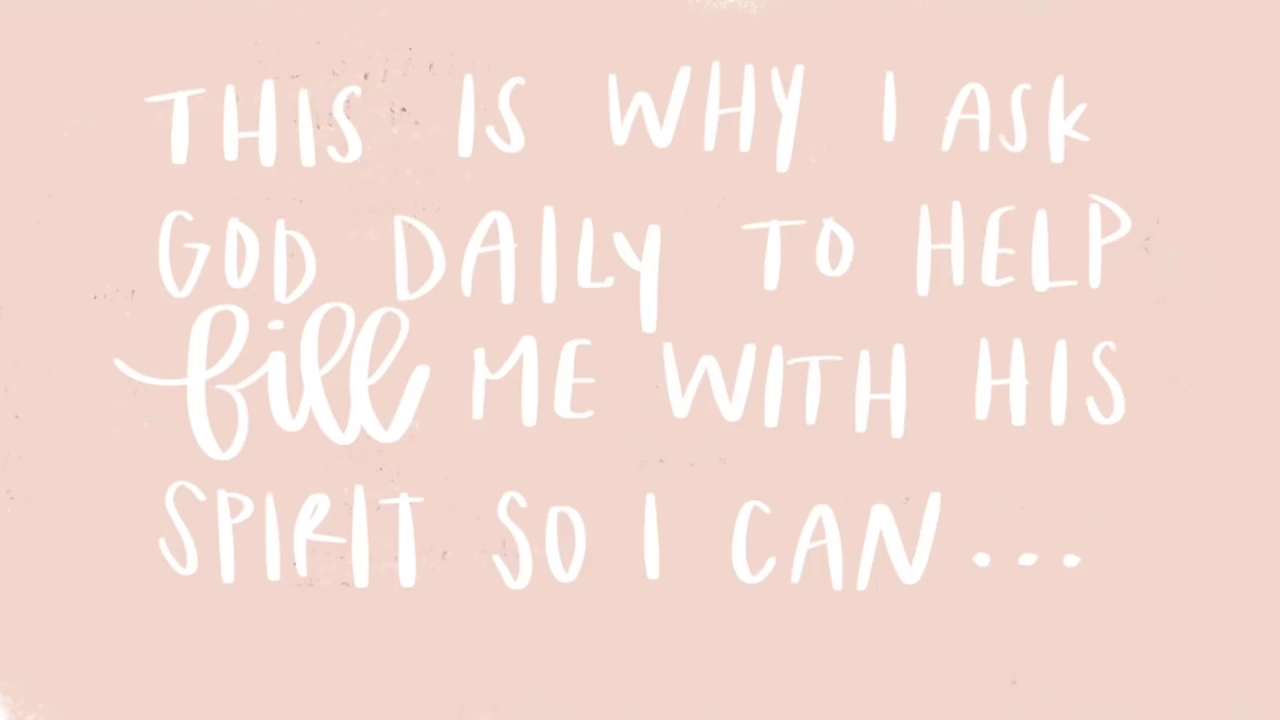 THIS IS WHY I ASK
GOD DAILY TO HELP
fill ME WITH HIS
SPIRIT SO I CAN...